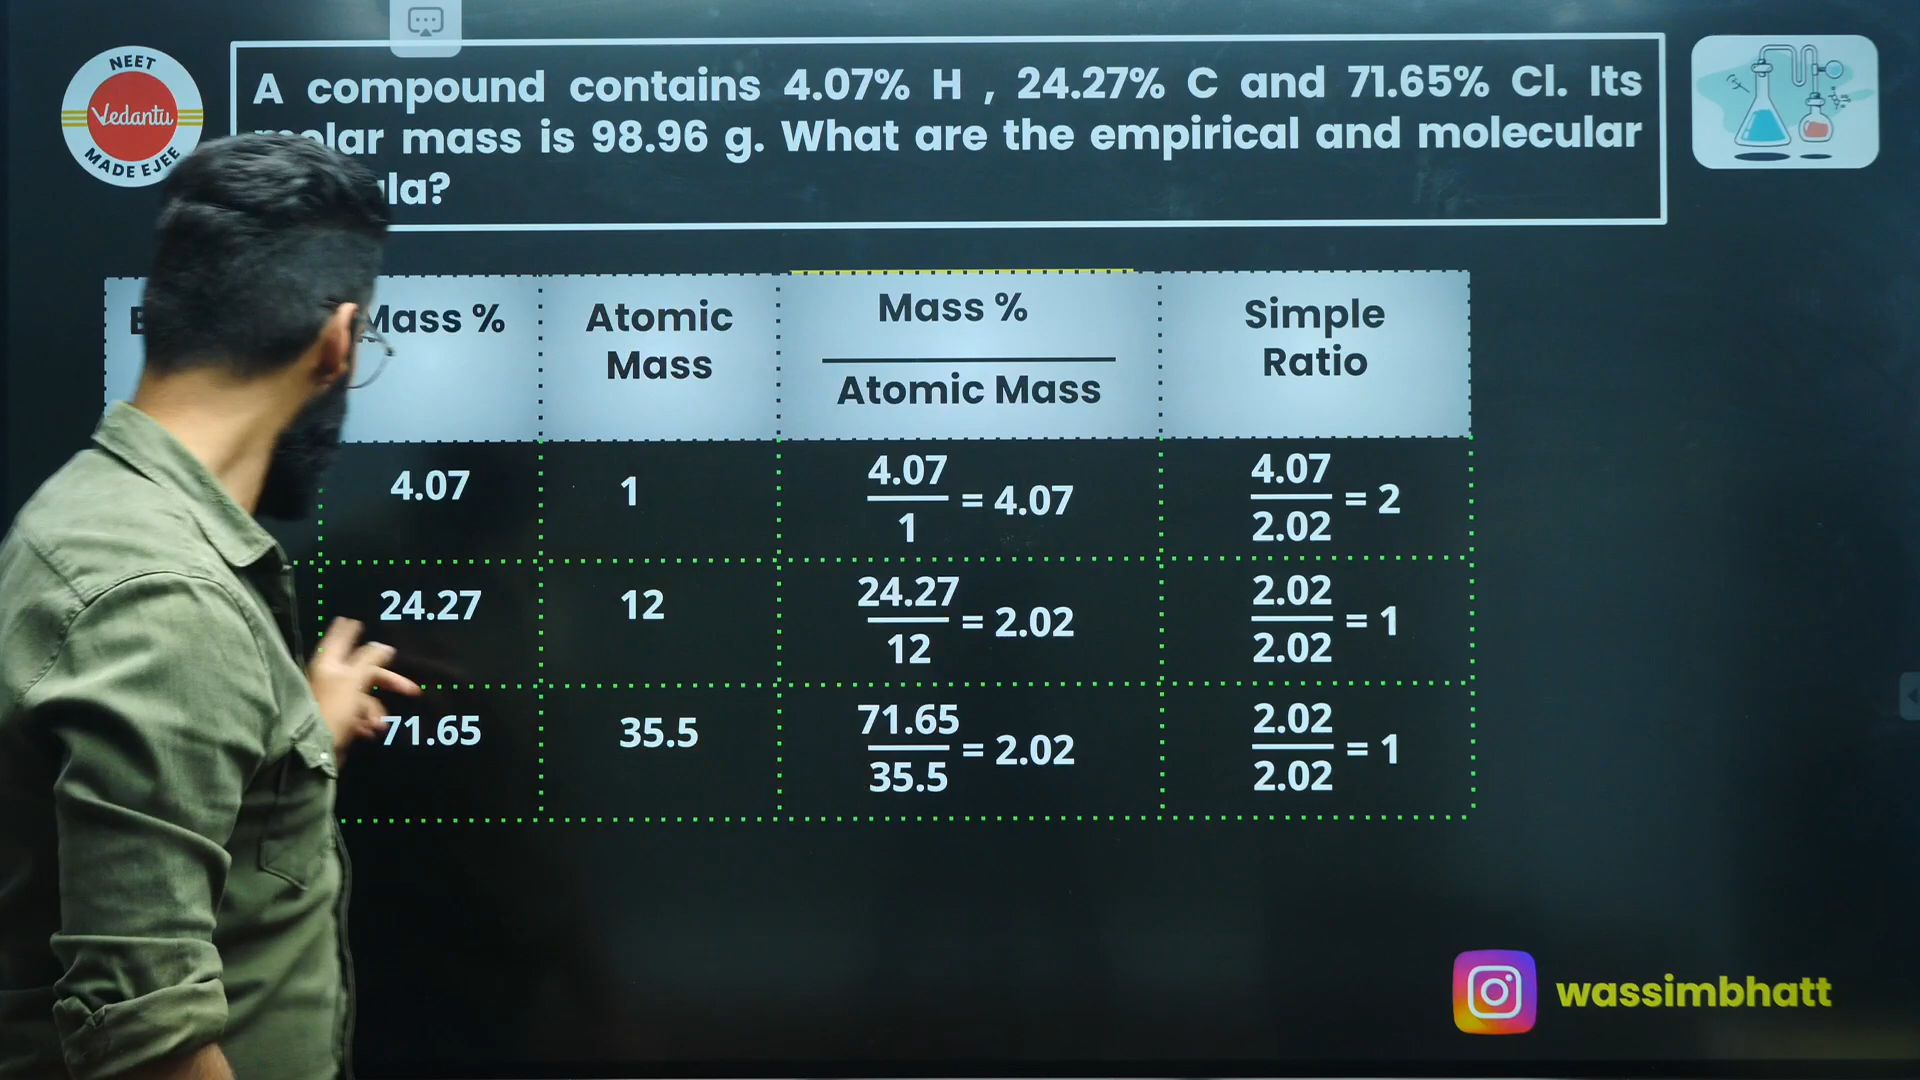 NEET
Vedantu
MADE EJEE
A compound contains 4.07% H , 24.27% C and 71.65% Cl. Its
mass is 98.96 g. What are the empirical and molecular
Mass %
Atomic
Mass
Mass %
Atomic Mass
Simple
Ratio
4.07
1
4.07
1
= 4.07
4.07
2.02
= 2
24.27
12
24.27
12
= 2.02
2.02
2.02
= 1
71.65
35.5
71.65
35.5
= 2.02
2.02
2.02
= 1
wassimbhatt